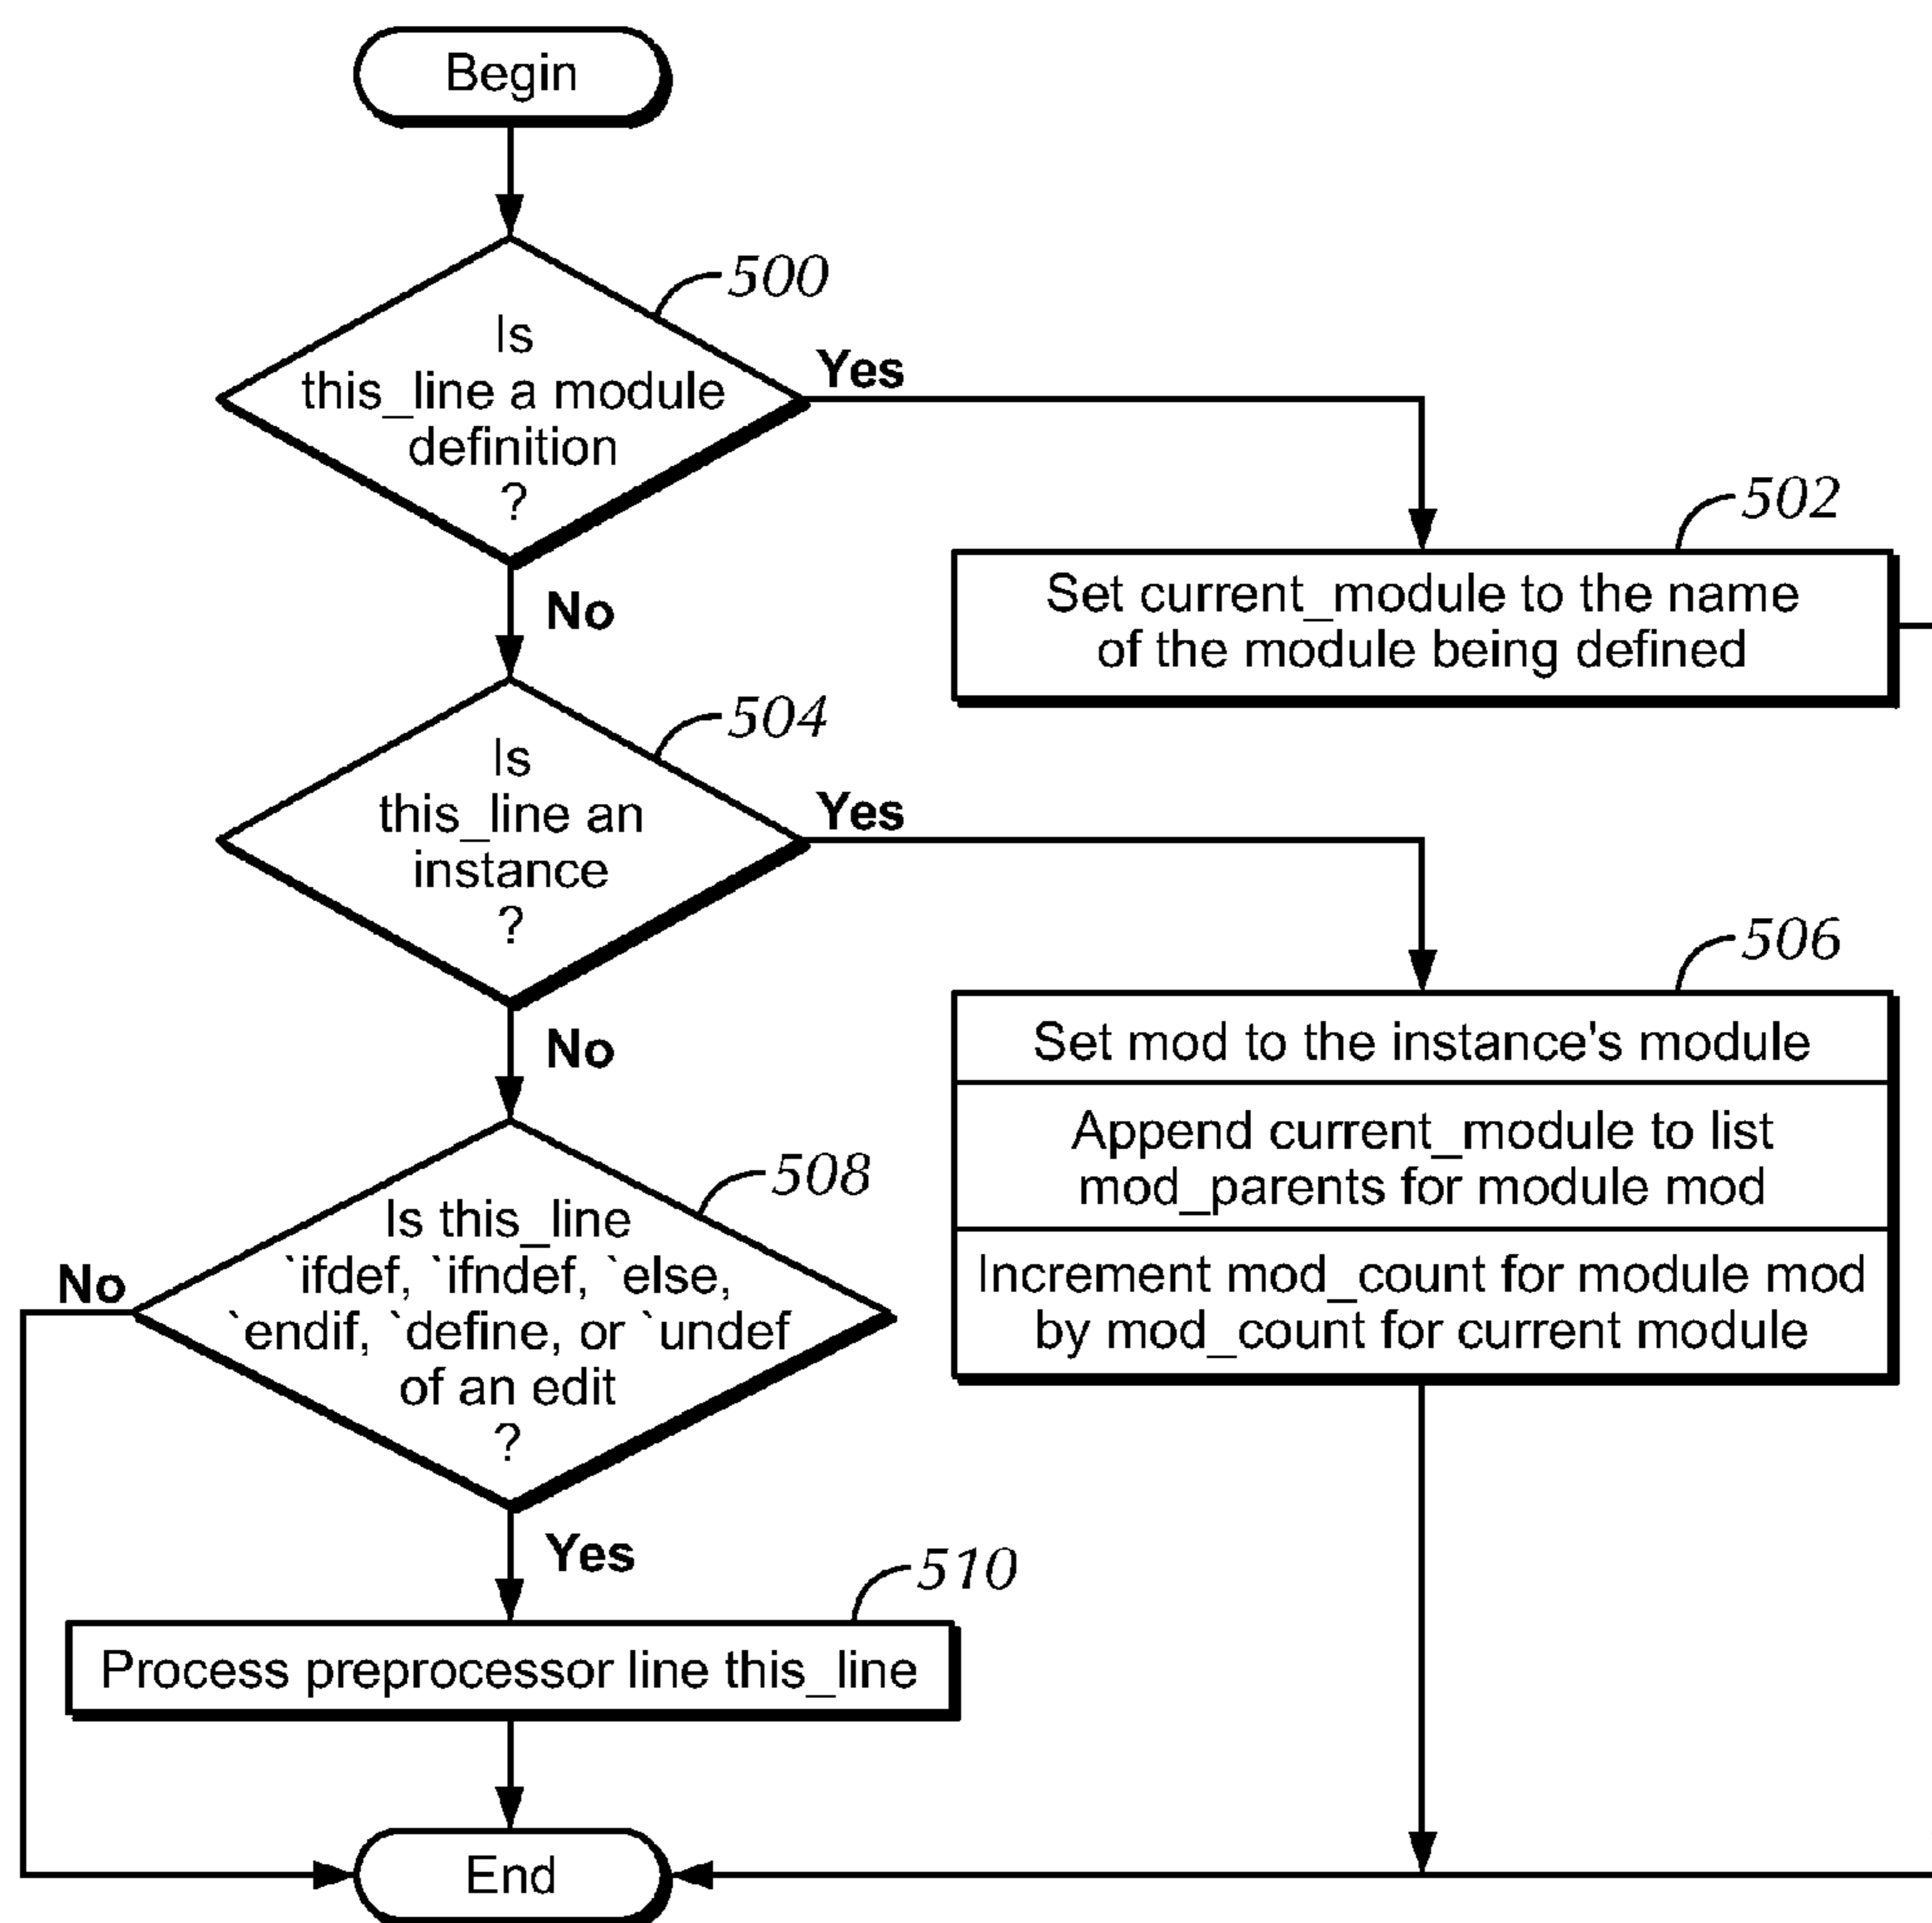 Begin
500
Is
this_line a module
definition
?
Yes
No
502
Set current_module to the name
of the module being defined
504
Is
this_line an
instance
?
Yes
No
506
Set mod to the instance's module
Append current_module to list
mod_parents for module mod
Increment mod_count for module mod
by mod_count for current module
508
Is this_line
`ifdef, `ifndef, `else,
`endif, `define, or `undef
of an edit
?
No
Yes
510
Process preprocessor line this_line
End